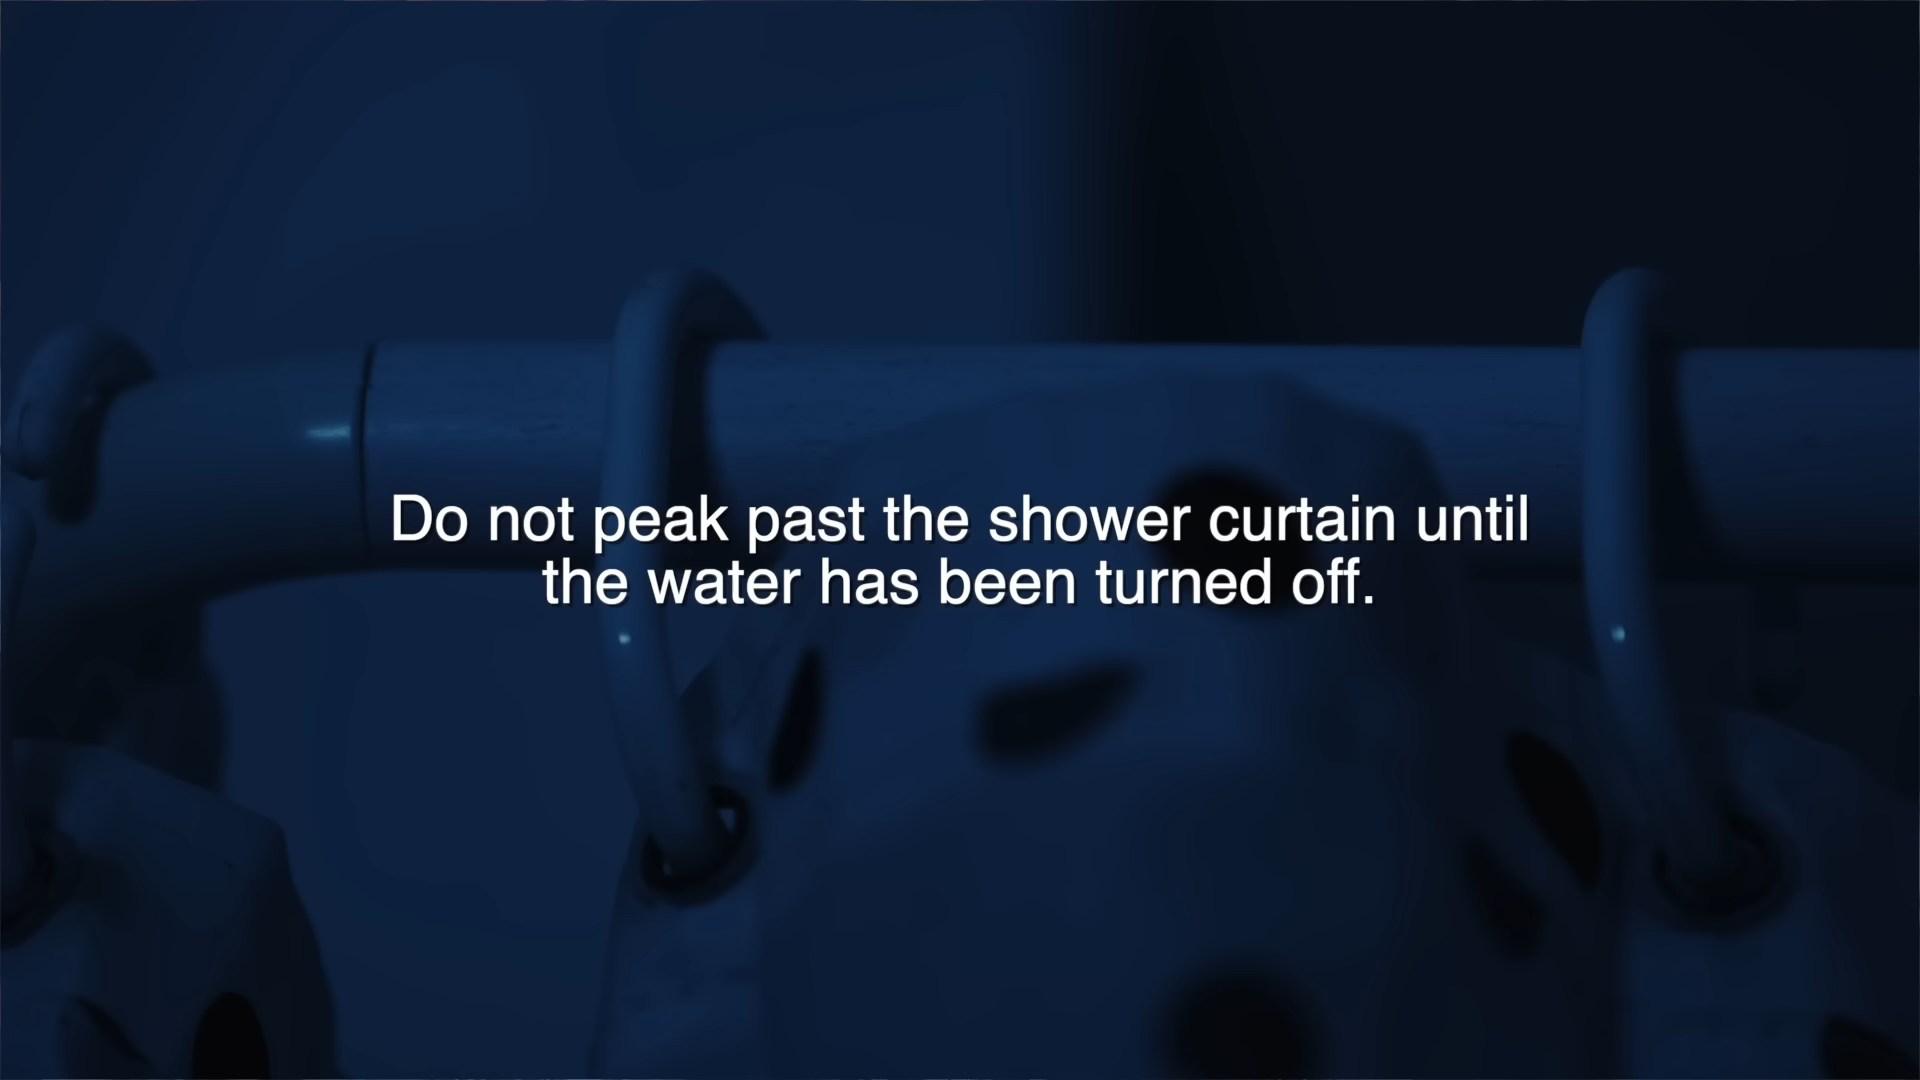 Do not peak past the shower curtain until
the water has been turned off.